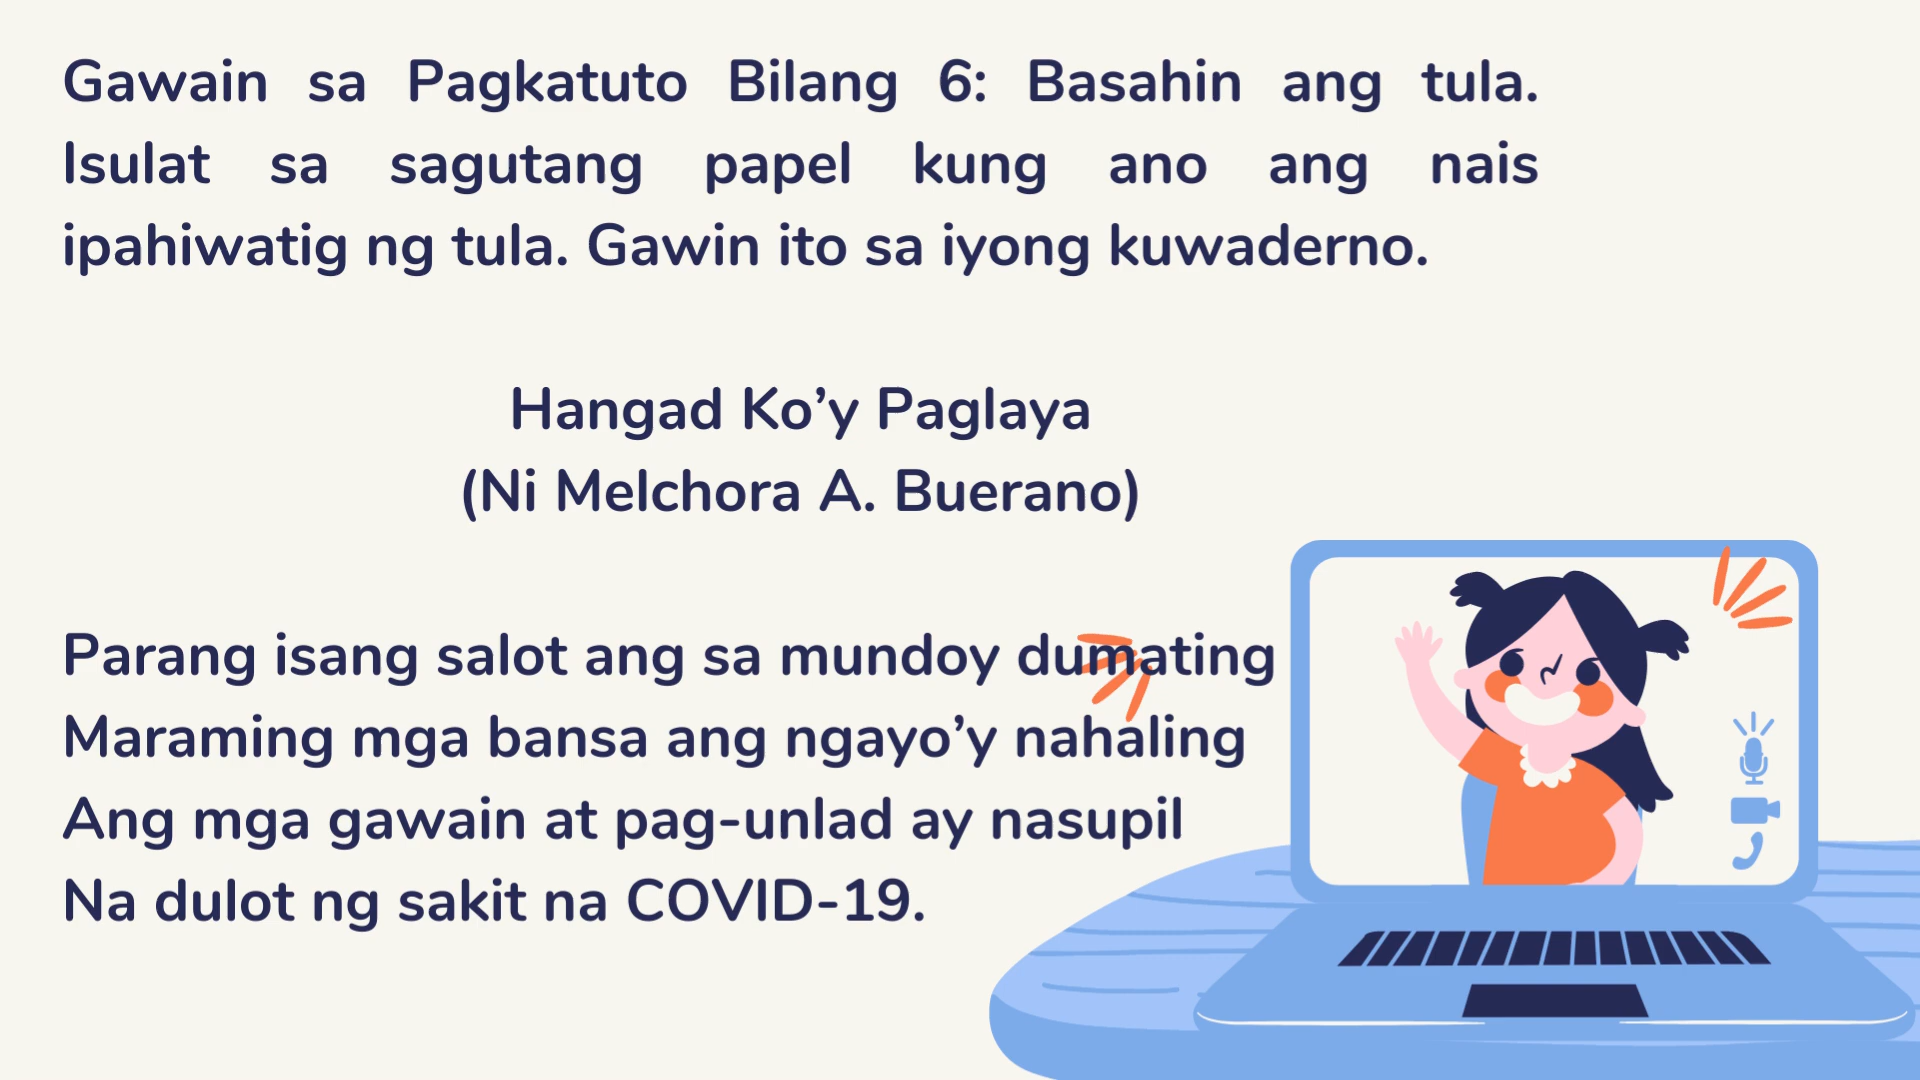 Gawain sa Pagkatuto Bilang 6: Basahin ang tula.
Isulat sa sagutang papel kung ano ang nais
ipahiwatig ng tula. Gawin ito sa iyong kuwaderno.
Hangad Ko’y Paglaya
(Ni Melchora A. Buerano)
Parang isang salot ang sa mundoy dumating
Maraming mga bansa ang ngayo’y nahaling
Ang mga gawain at pag-unlad ay nasupil
Na dulot ng sakit na COVID-19.